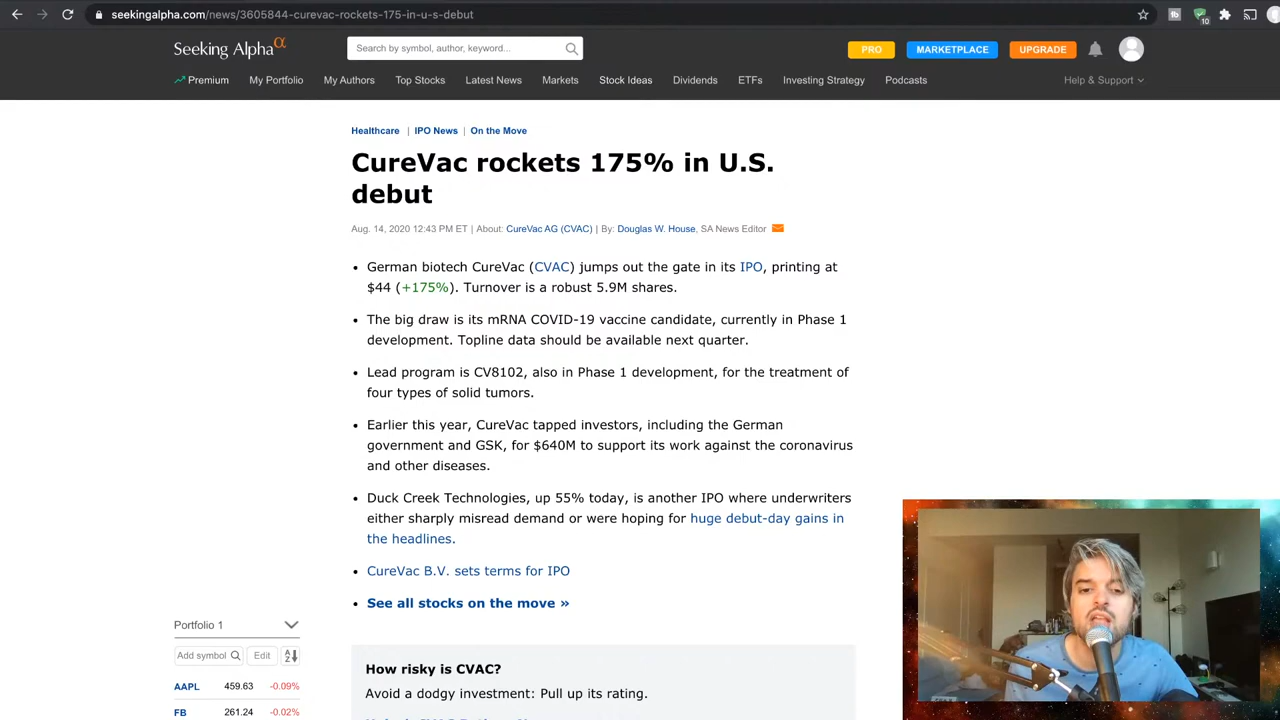 seekingalpha.com/news/3605844-curevac-rockets-175-in-u-s-debut
10
Seeking Alpha α
Search by symbol, author, keyword...
PRO
MARKETPLACE
UPGRADE
Premium
My Portfolio
My Authors
Top Stocks
Latest News
Markets
Stock Ideas
Dividends
ETFs
Investing Strategy
Podcasts
Help & Support
Healthcare | IPO News | On the Move
CureVac rockets 175% in U.S.
debut
Aug. 14, 2020 12:43 PM ET | About: CureVac AG (CVAC) | By: Douglas W. House, SA News Editor
• German biotech CureVac (CVAC) jumps out the gate in its IPO, printing at
$44 (+175%). Turnover is a robust 5.9M shares.
• The big draw is its mRNA COVID-19 vaccine candidate, currently in Phase 1
development. Topline data should be available next quarter.
• Lead program is CV8102, also in Phase 1 development, for the treatment of
four types of solid tumors.
• Earlier this year, CureVac tapped investors, including the German
government and GSK, for $640M to support its work against the coronavirus
and other diseases.
• Duck Creek Technologies, up 55% today, is another IPO where underwriters
either sharply misread demand or were hoping for huge debut-day gains in
the headlines.
• CureVac B.V. sets terms for IPO
• See all stocks on the move »
How risky is CVAC?
Avoid a dodgy investment: Pull up its rating.
Portfolio 1
Add symbol
Edit
A
Z
AAPL 459.63 -0.09%
FB 261.24 -0.02%